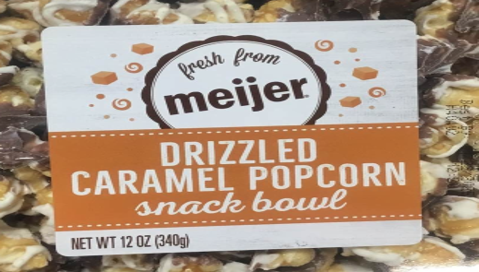 fresh from
meijer
DRIZZLED
CARAMEL POPCORN
snack bowl
NET WT 12 OZ (340g)